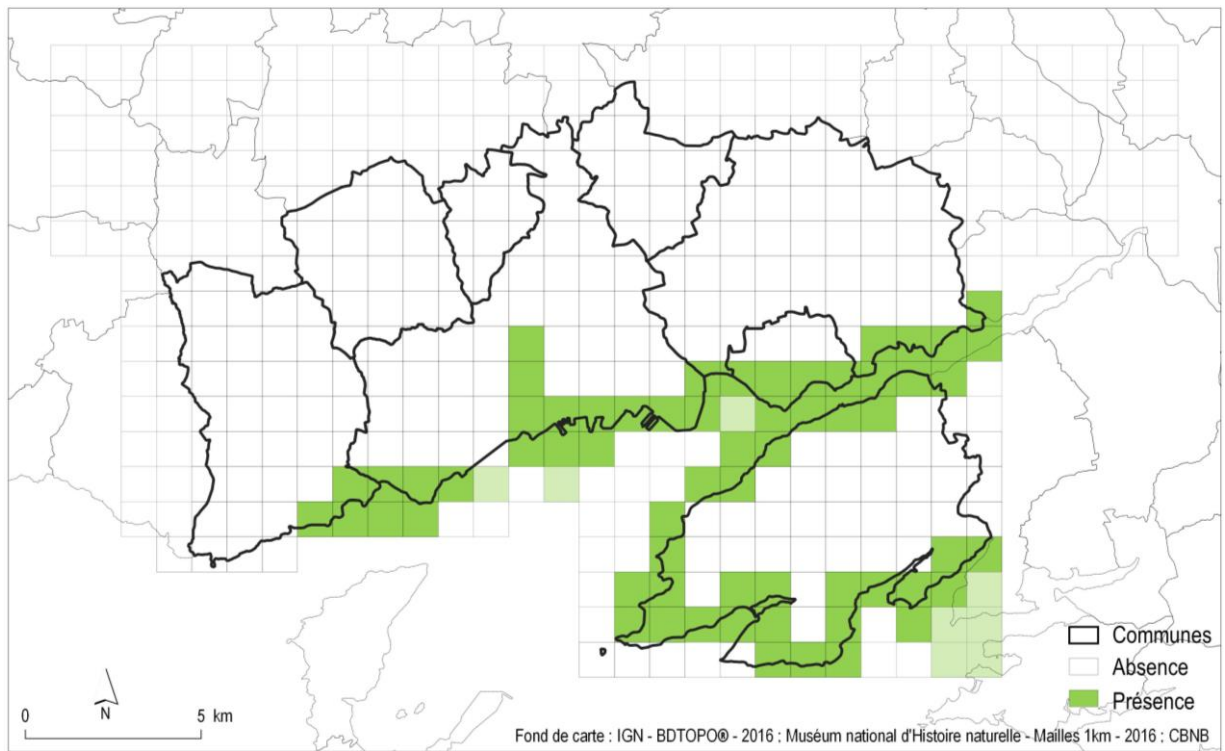 Communes
Absence
Présence
N
0 5 km
Fond de carte : IGN - BDTOPO® - 2016 ; Muséum national d'Histoire naturelle - Mailles 1km - 2016 ; CBNB